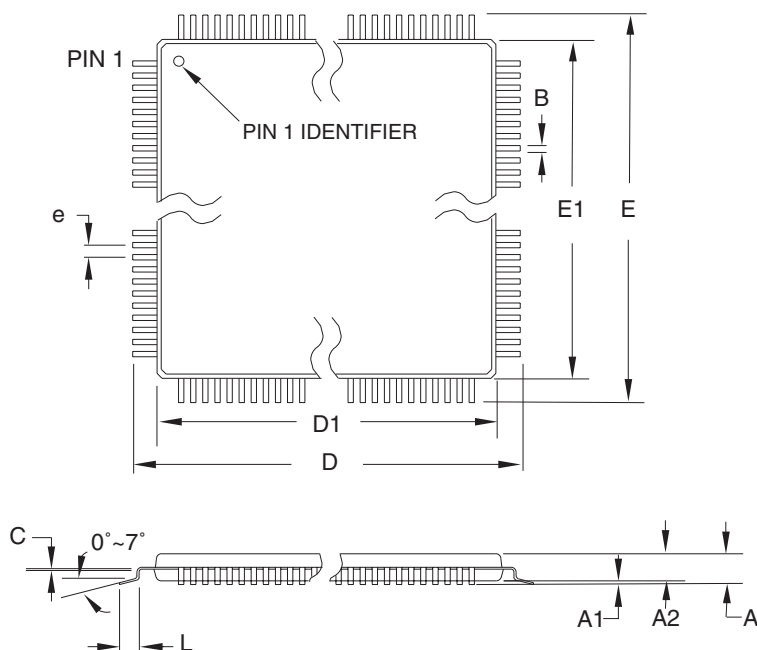 PIN 1
PIN 1 IDENTIFIER
B
e
E1
E
D1
D
C
0°~7°
A1
A2
A
L